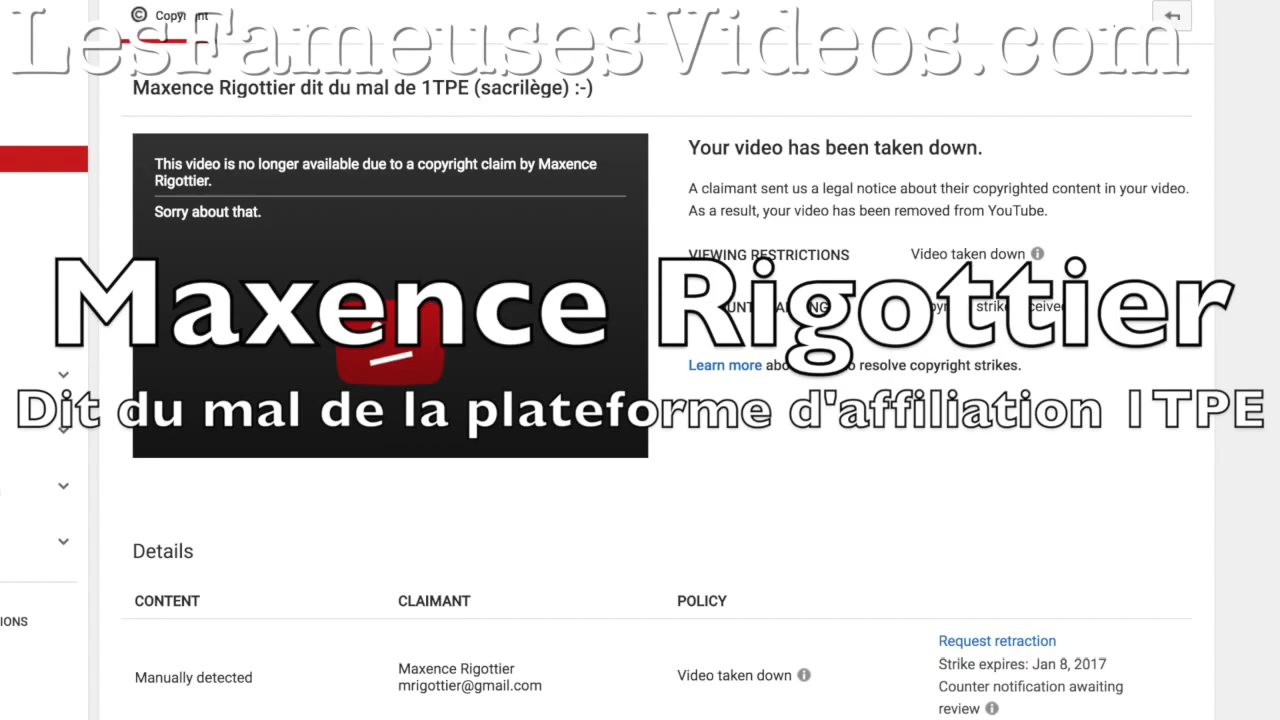 LesFameusesVideos.com
Maxence Rigottier dit du mal de 1TPE (sacrilège) :-)
This video is no longer available due to a copyright claim by Maxence
Rigottier.
Sorry about that.
Your video has been taken down.
A claimant sent us a legal notice about their copyrighted content in your video.
As a result, your video has been removed from YouTube.
VIEWING RESTRICTIONS Video taken down
Maxence Rigottier
Learn more resolve copyright strikes.
Dit du mal de la plateforme d'affiliation 1TPE
Details
CONTENT CLAIMANT POLICY
IONS
Manually detected
Maxence Rigottier
mrigottier@gmail.com
Video taken down
Request retraction
Strike expires: Jan 8, 2017
Counter notification awaiting
review